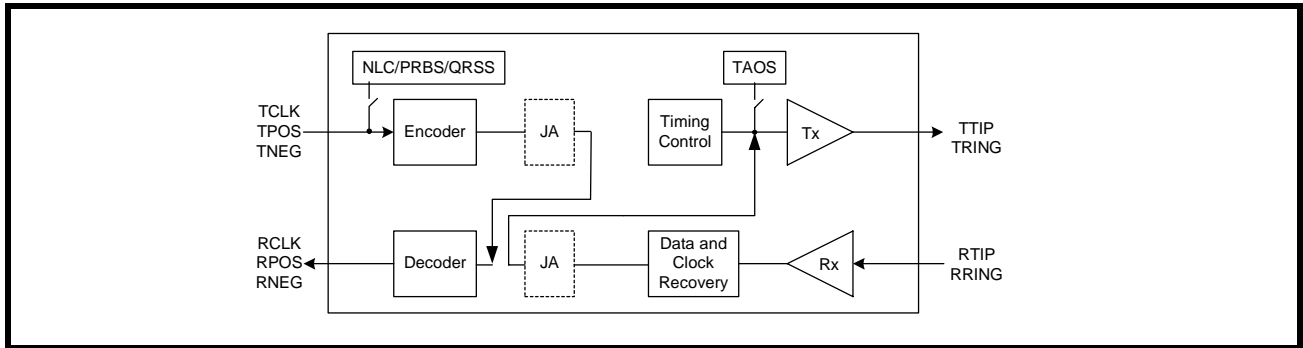 NLC/PRBS/QRSS
TAOS
TCLK
TPOS
TNEG
Encoder
JA
Timing
Control
Tx
TTIP
TRING
RCLK
RPOS
RNEG
Decoder
JA
Data and
Clock
Recovery
Rx
RTIP
RRING